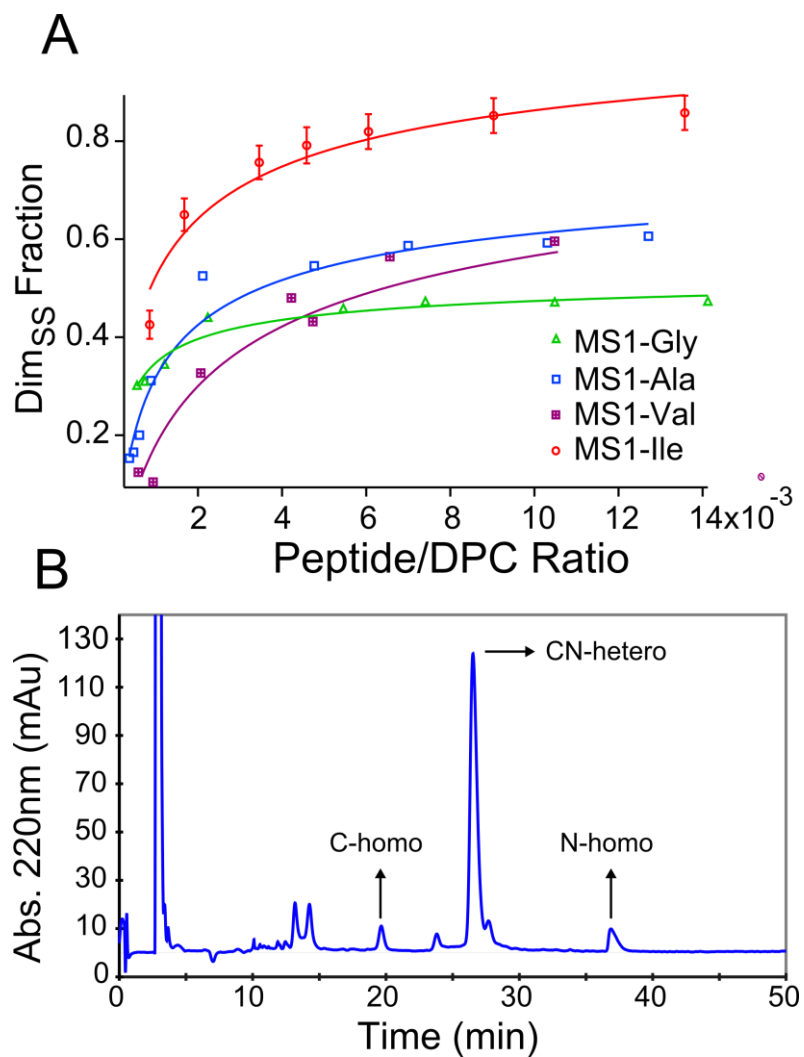 A
Dim_SS Fraction
0.8
0.6
0.4
0.2
MS1-Gly
MS1-Ala
MS1-Val
MS1-Ile
2 4 6 8 10 12 14x10^-3
Peptide/DPC Ratio
B
Abs. 220nm (mAu)
130
110
90
70
50
30
10
0
CN-hetero
C-homo
N-homo
0 10 20 30 40 50
Time (min)